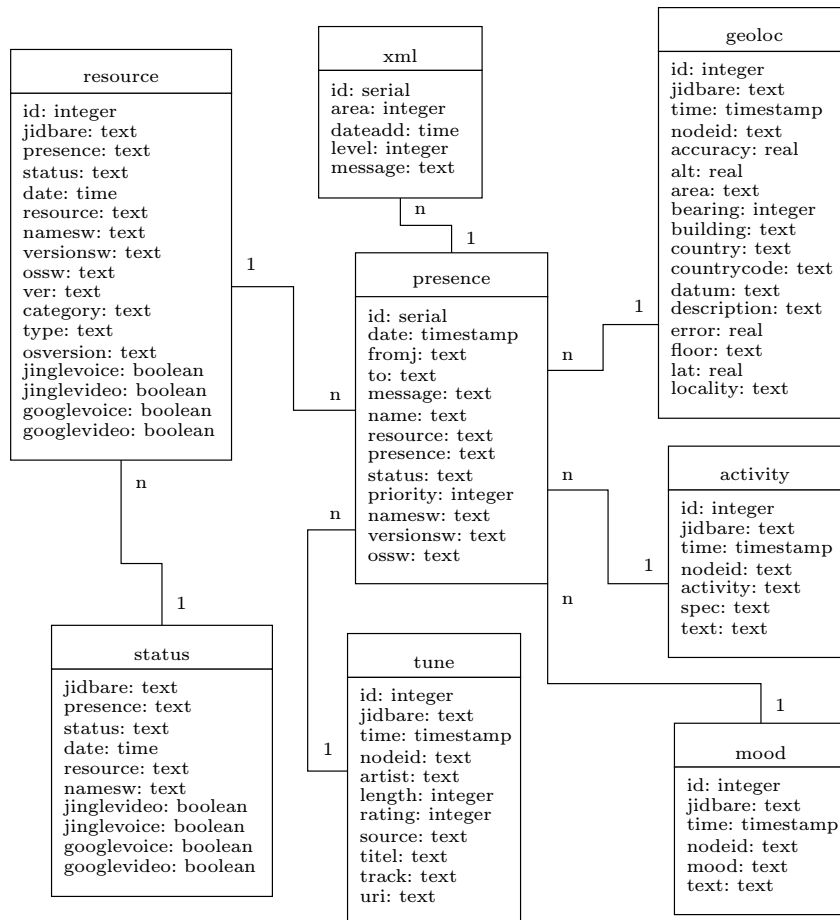 resource
id: integer
jidbare: text
presence: text
status: text
date: time
resource: text
namesw: text
versionsw: text
ossw: text
ver: text
category: text
type: text
osversion: text
jinglevoice: boolean
jinglevideo: boolean
googlevoice: boolean
googlevideo: boolean
xml
id: serial
area: integer
dateadd: time
level: integer
message: text
geoloc
id: integer
jidbare: text
time: timestamp
nodeid: text
accuracy: real
alt: real
area: text
bearing: integer
building: text
country: text
countrycode: text
datum: text
description: text
error: real
floor: text
lat: real
locality: text
n
1
1
n
presence
id: serial
date: timestamp
fromj: text
to: text
message: text
name: text
resource: text
presence: text
status: text
priority: integer
namesw: text
versionsw: text
ossw: text
1
n
n
1
n
n
n
1
activity
id: integer
jidbare: text
time: timestamp
nodeid: text
activity: text
spec: text
text: text
status
jidbare: text
presence: text
status: text
date: time
resource: text
namesw: text
jinglevideo: boolean
jinglevoice: boolean
googlevoice: boolean
googlevideo: boolean
1
tune
id: integer
jidbare: text
time: timestamp
nodeid: text
artist: text
length: integer
rating: integer
source: text
titel: text
track: text
uri: text
1
mood
id: integer
jidbare: text
time: timestamp
nodeid: text
mood: text
text: text